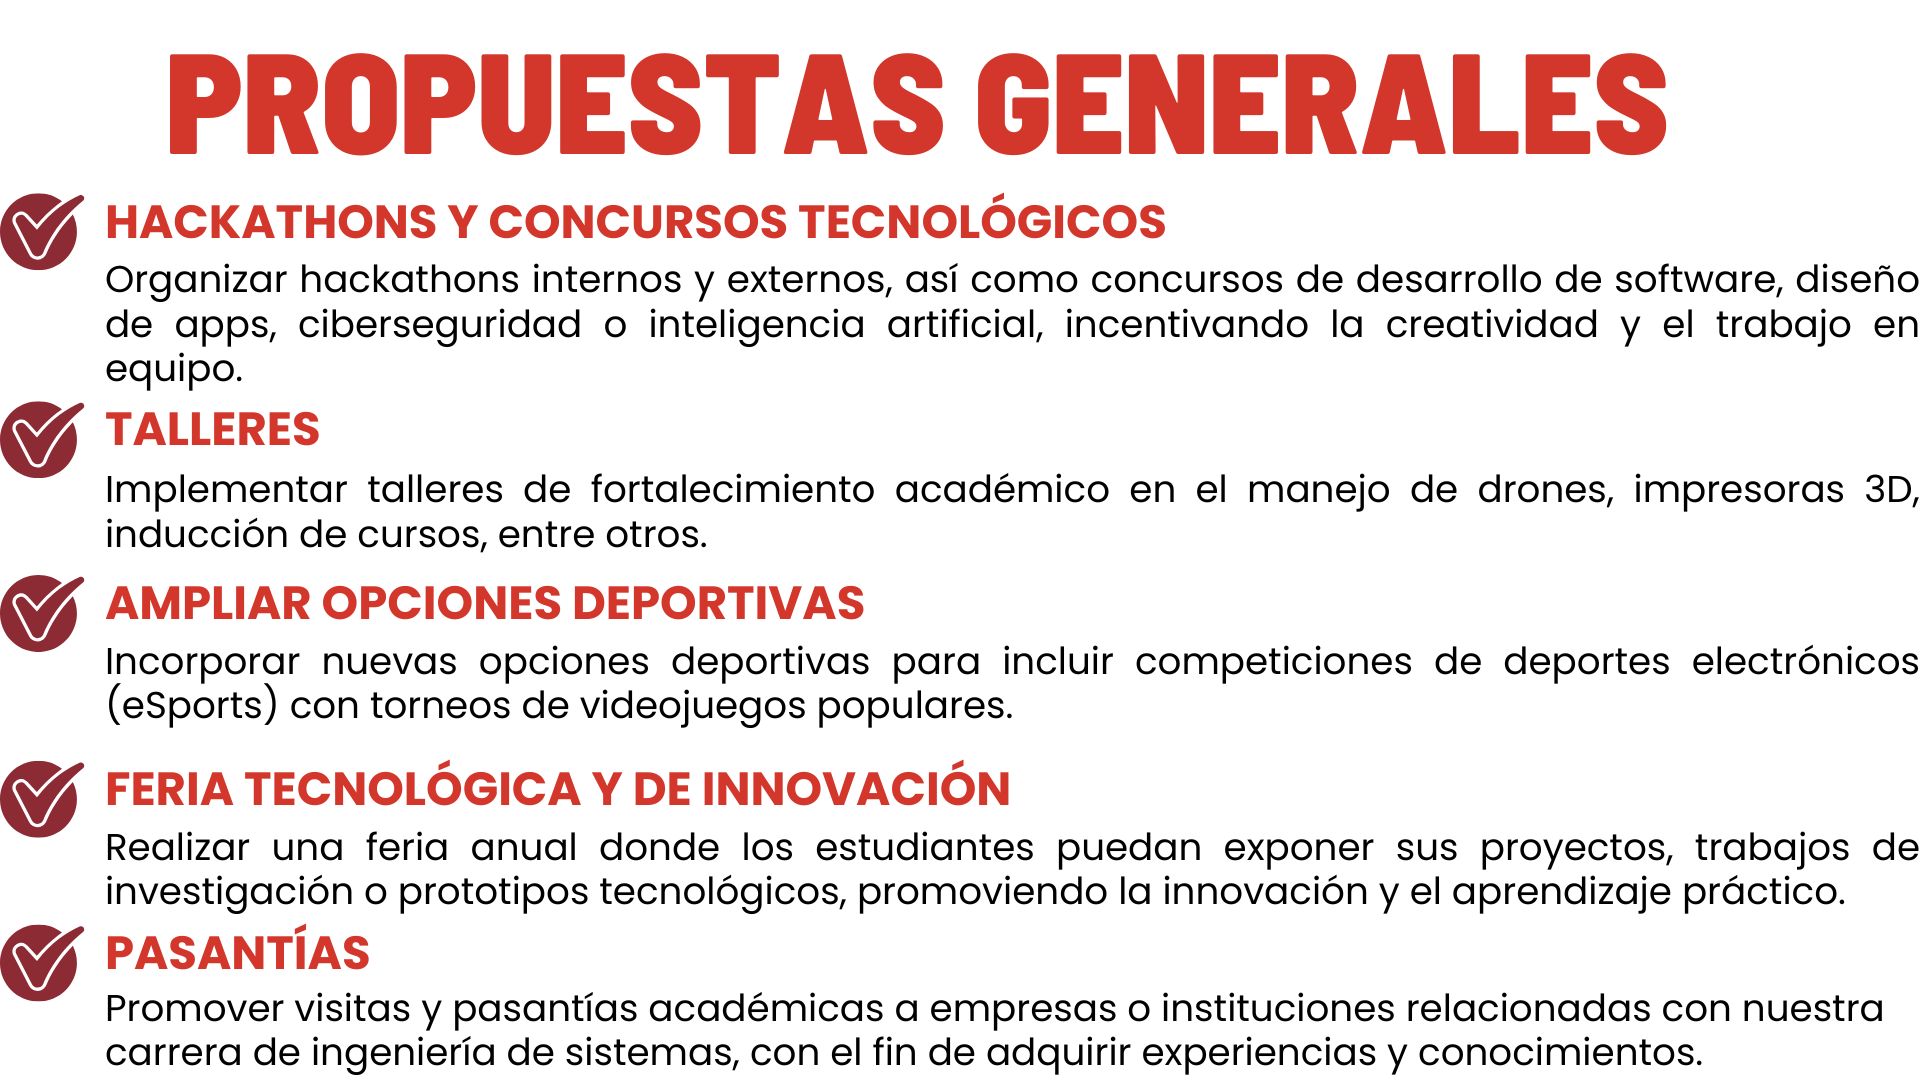 PROPUESTAS GENERALES
HACKATHONS Y CONCURSOS TECNOLÓGICOS
Organizar hackathons internos y externos, así como concursos de desarrollo de software, diseño
de apps, ciberseguridad o inteligencia artificial, incentivando la creatividad y el trabajo en
equipo.
TALLERES
Implementar talleres de fortalecimiento académico en el manejo de drones, impresoras 3D,
inducción de cursos, entre otros.
AMPLIAR OPCIONES DEPORTIVAS
Incorporar nuevas opciones deportivas para incluir competiciones de deportes electrónicos
(eSports) con torneos de videojuegos populares.
FERIA TECNOLÓGICA Y DE INNOVACIÓN
Realizar una feria anual donde los estudiantes puedan exponer sus proyectos, trabajos de
investigación o prototipos tecnológicos, promoviendo la innovación y el aprendizaje práctico.
PASANTÍAS
Promover visitas y pasantías académicas a empresas o instituciones relacionadas con nuestra
carrera de ingeniería de sistemas, con el fin de adquirir experiencias y conocimientos.